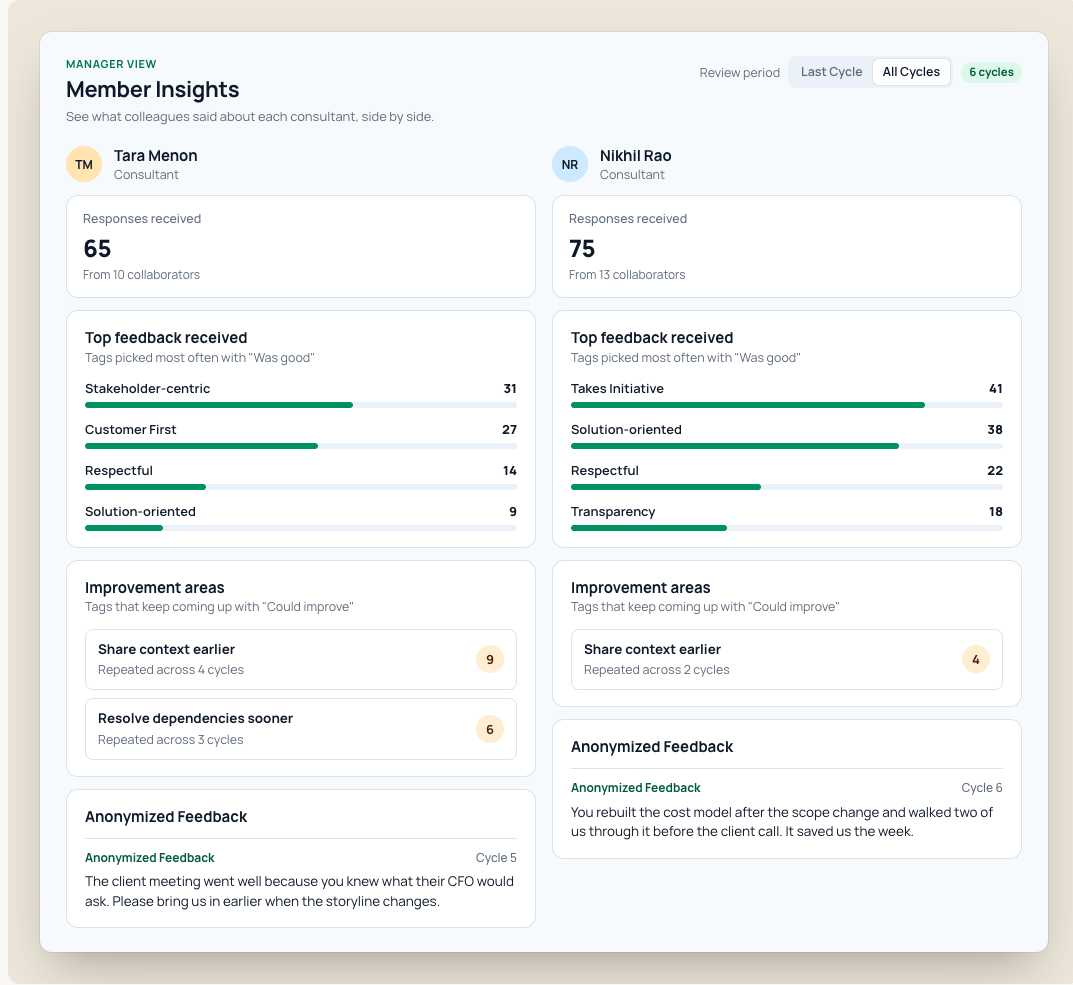 MANAGER VIEW
Member Insights
See what colleagues said about each consultant, side by side.
Review period
Last Cycle
All Cycles
6 cycles
TM
Tara Menon
Consultant
Responses received
65
From 10 collaborators
Top feedback received
Tags picked most often with "Was good"
Stakeholder-centric 31
Customer First 27
Respectful 14
Solution-oriented 9
Improvement areas
Tags that keep coming up with "Could improve"
Share context earlier
Repeated across 4 cycles
9
Resolve dependencies sooner
Repeated across 3 cycles
6
Anonymized Feedback
Anonymized Feedback Cycle 5
The client meeting went well because you knew what their CFO would
ask. Please bring us in earlier when the storyline changes.
NR
Nikhil Rao
Consultant
Responses received
75
From 13 collaborators
Top feedback received
Tags picked most often with "Was good"
Takes Initiative 41
Solution-oriented 38
Respectful 22
Transparency 18
Improvement areas
Tags that keep coming up with "Could improve"
Share context earlier
Repeated across 2 cycles
4
Anonymized Feedback
Anonymized Feedback Cycle 6
You rebuilt the cost model after the scope change and walked two of
us through it before the client call. It saved us the week.